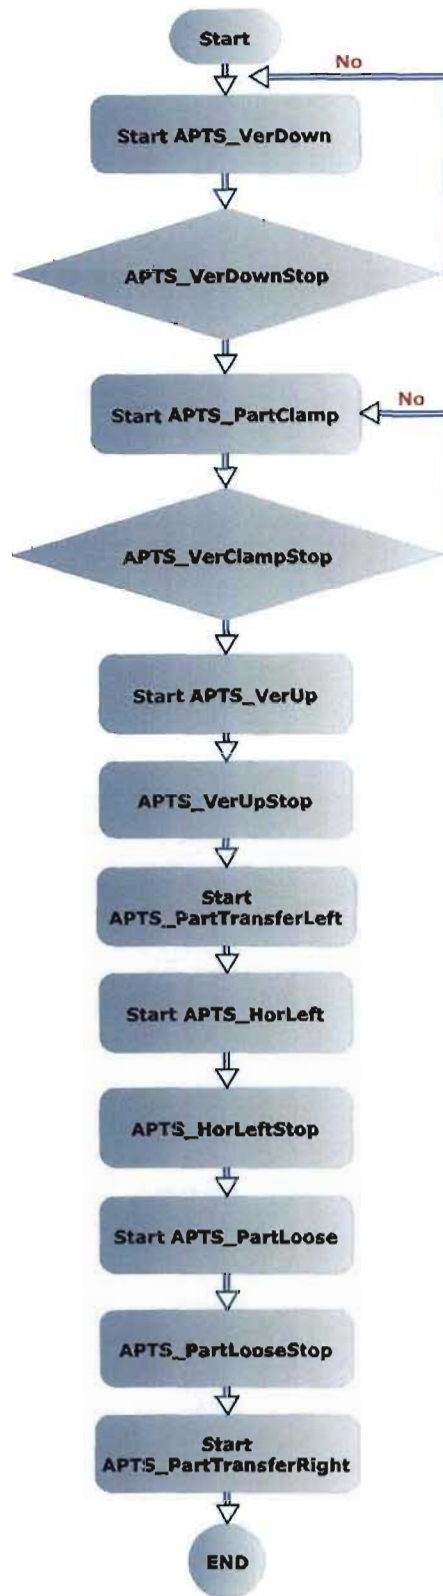 Start
No
Start APTS_VerDown
APTS_VerDownStop
Start APTS_PartClamp
No
APTS_VerClampStop
Start APTS_VerUp
APTS_VerUpStop
Start
APTS_PartTransferLeft
Start APTS_HorLeft
APTS_HorLeftStop
Start APTS_PartLoose
APTS_PartLooseStop
Start
APTS_PartTransferRight
END